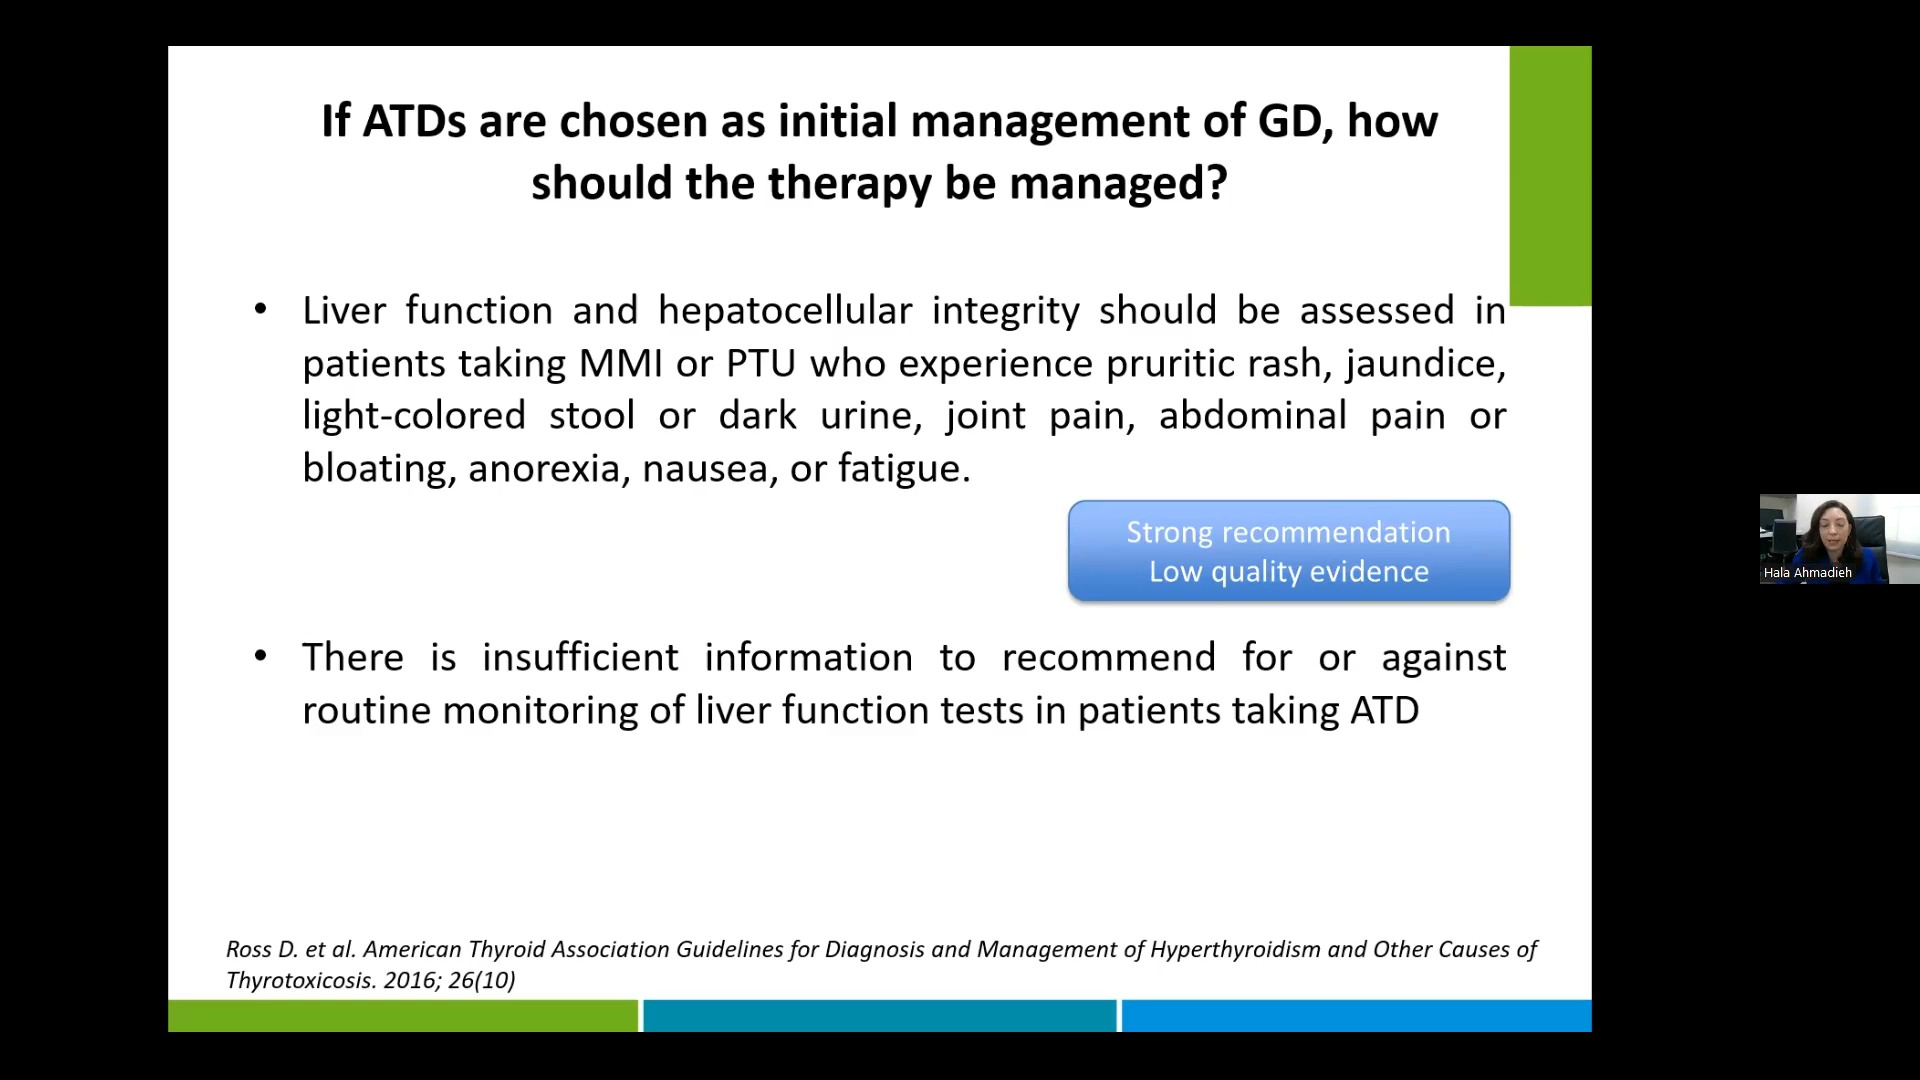 If ATDs are chosen as initial management of GD, how
should the therapy be managed?
• Liver function and hepatocellular integrity should be assessed in
patients taking MMI or PTU who experience pruritic rash, jaundice,
light-colored stool or dark urine, joint pain, abdominal pain or
bloating, anorexia, nausea, or fatigue.
Strong recommendation
Low quality evidence
• There is insufficient information to recommend for or against
routine monitoring of liver function tests in patients taking ATD
Ross D. et al. American Thyroid Association Guidelines for Diagnosis and Management of Hyperthyroidism and Other Causes of
Thyrotoxicosis. 2016; 26(10)
Hala Ahmadieh